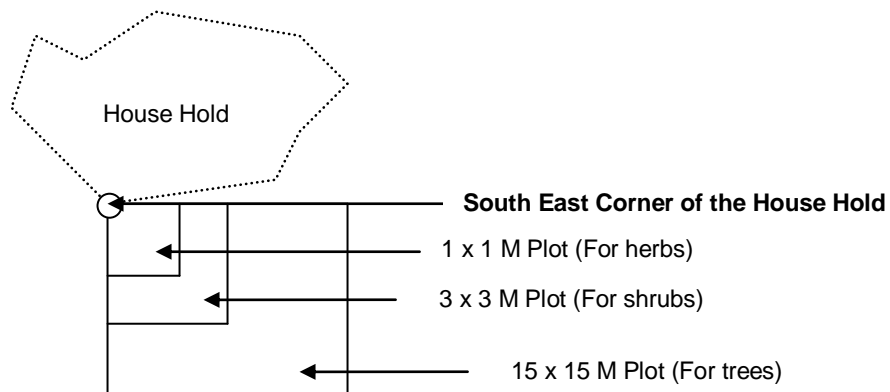 House Hold
South East Corner of the House Hold
1 x 1 M Plot (For herbs)
3 x 3 M Plot (For shrubs)
15 x 15 M Plot (For trees)